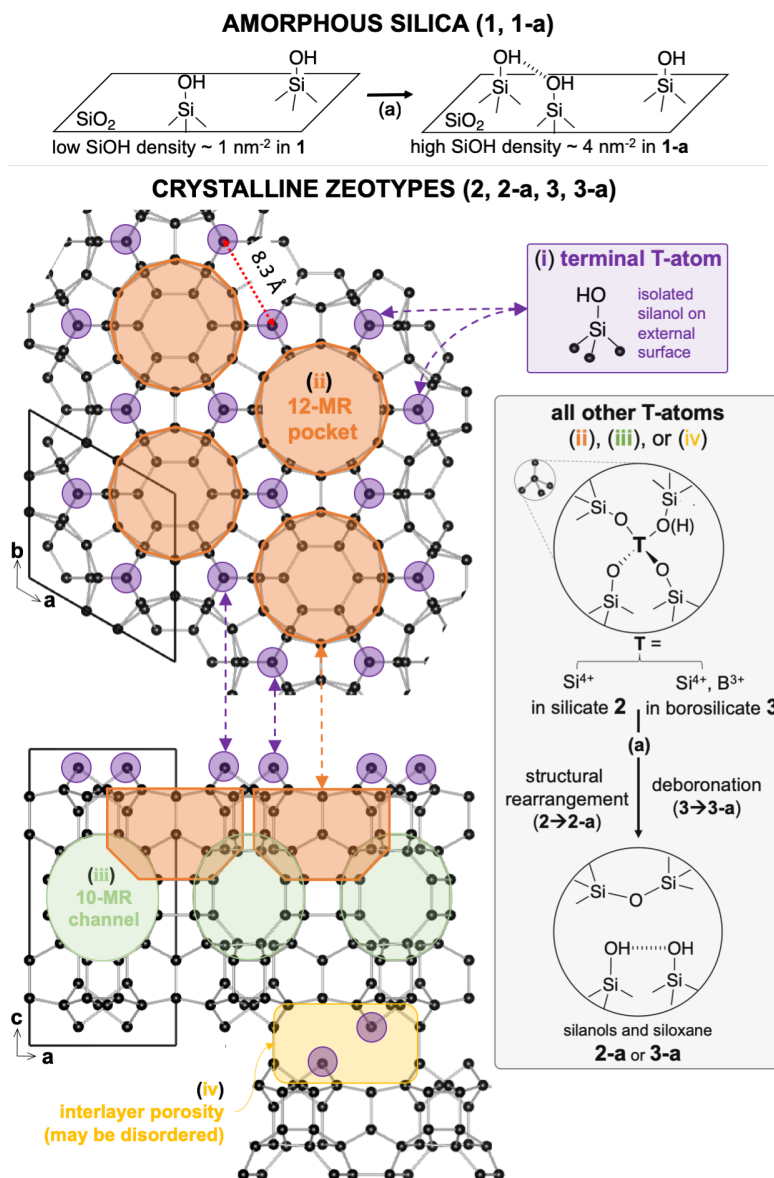 AMORPHOUS SILICA (1, 1-a)
OH
Si
OH
Si
SiO2
low SiOH density ~ 1 nm-2 in 1
(a)
OH
Si
OH
Si
OH
Si
SiO2
high SiOH density ~ 4 nm-2 in 1-a
CRYSTALLINE ZEOTYPES (2, 2-a, 3, 3-a)
8.3 Å
(ii)
12-MR
pocket
b
a
(i) terminal T-atom
HO
Si
isolated
silanol on
external
surface
all other T-atoms
(ii), (iii), or (iv)
Si
Si
O
O(H)
T
O
O
Si
Si
T =
Si4+
in silicate 2
Si4+, B3+
in borosilicate 3
(a)
structural
rearrangement
(2→2-a)
deboronation
(3→3-a)
Si
Si
O
OH
OH
Si
Si
silanols and siloxane
2-a or 3-a
(iii)
10-MR
channel
c
a
(iv)
interlayer porosity
(may be disordered)